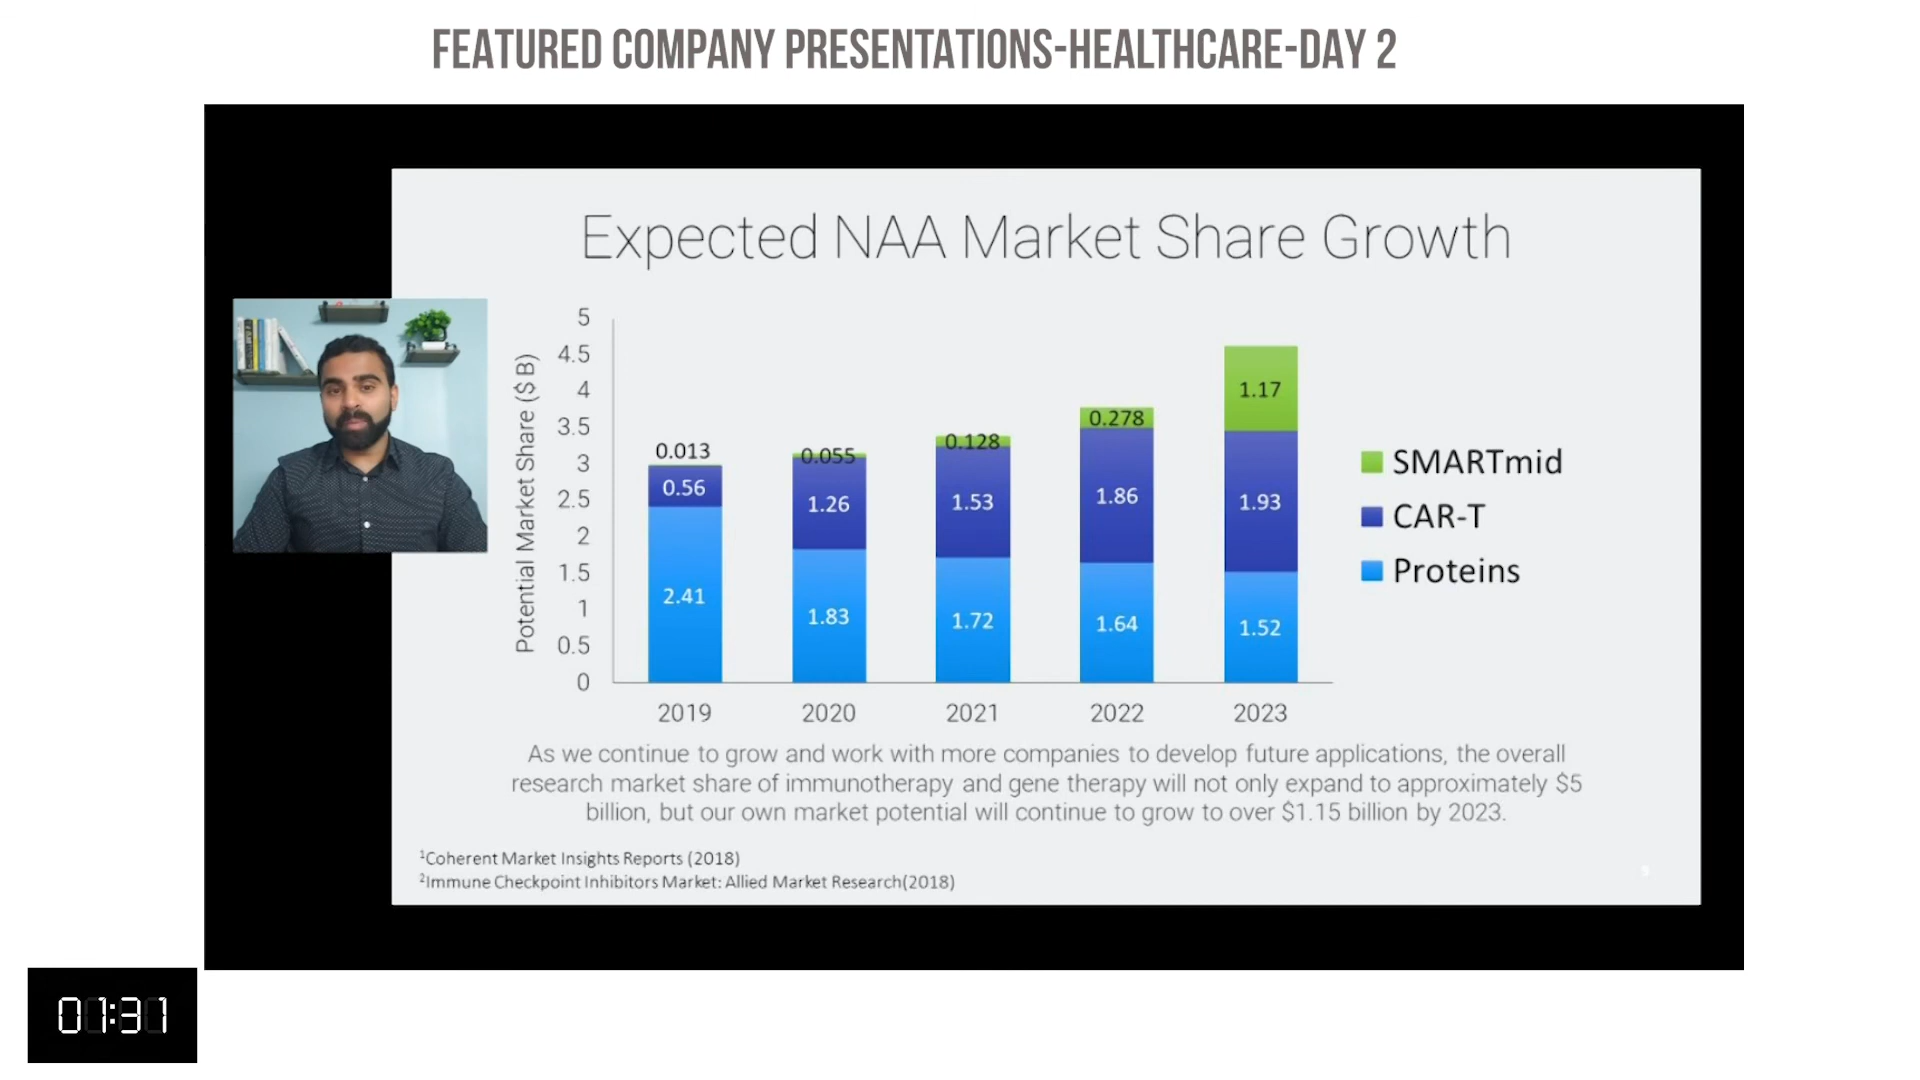 FEATURED COMPANY PRESENTATIONS-HEALTHCARE-DAY 2
Expected NAA Market Share Growth
Potential Market Share ($ B)
5
4.5
4
3.5
3
2.5
2
1.5
1
0.5
0
0.013
0.56
2.41
0.055
1.26
1.83
0.128
1.53
1.72
0.278
1.86
1.64
1.17
1.93
1.52
2019 2020 2021 2022 2023
SMARTmid
CAR-T
Proteins
As we continue to grow and work with more companies to develop future applications, the overall
research market share of immunotherapy and gene therapy will not only expand to approximately $5
billion, but our own market potential will continue to grow to over $1.15 billion by 2023.
¹Coherent Market Insights Reports (2018)
²Immune Checkpoint Inhibitors Market: Allied Market Research(2018)
01:31